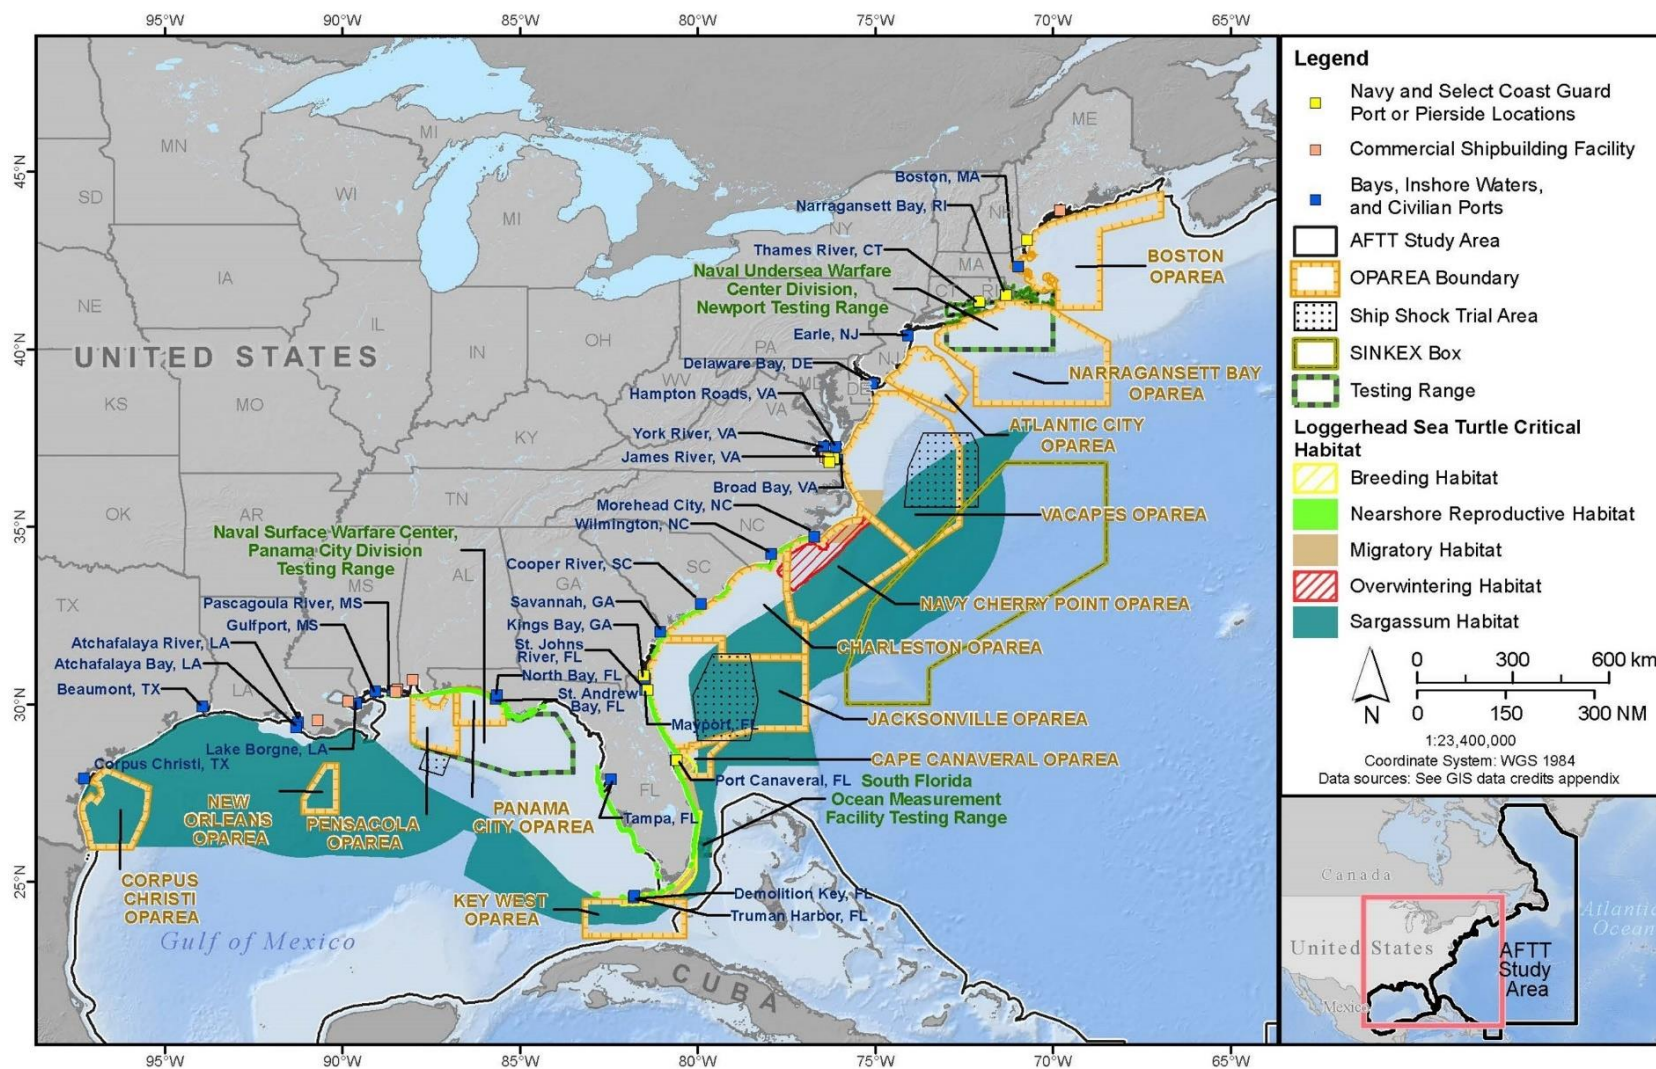 95°W 90°W 85°W 80°W 75°W 70°W 65°W
45°N
40°N
35°N
30°N
25°N
MN
WI
MI
MI
SD
IA
NE
IL
IN
OH
PA
NY
ME
NH
MA
CT
RI
NJ
MD
DE
WV
VA
KY
KS
MO
OK
AR
TN
NC
SC
GA
AL
MS
TX
LA
FL
UNITED STATES
CUBA
Gulf of Mexico
Boston, MA
Narragansett Bay, RI
Thames River, CT
Naval Undersea Warfare
Center Division,
Newport Testing Range
Earle, NJ
Delaware Bay, DE
Hampton Roads, VA
York River, VA
James River, VA
Broad Bay, VA
Morehead City, NC
Wilmington, NC
Cooper River, SC
Savannah, GA
Kings Bay, GA
St. Johns
River, FL
North Bay, FL
St. Andrew
Bay, FL
Mayport, FL
Port Canaveral, FL
South Florida
Ocean Measurement
Facility Testing Range
Tampa, FL
Demolition Key, FL
Truman Harbor, FL
Naval Surface Warfare Center,
Panama City Division
Testing Range
Pascagoula River, MS
Gulfport, MS
Atchafalaya River, LA
Atchafalaya Bay, LA
Beaumont, TX
Lake Borgne, LA
Corpus Christi, TX
BOSTON
OPAREA
NARRAGANSETT BAY
OPAREA
ATLANTIC CITY
OPAREA
VACAPES OPAREA
NAVY CHERRY POINT OPAREA
CHARLESTON OPAREA
JACKSONVILLE OPAREA
CAPE CANAVERAL OPAREA
NEW
ORLEANS
OPAREA
PENSACOLA
OPAREA
PANAMA
CITY OPAREA
CORPUS
CHRISTI
OPAREA
KEY WEST
OPAREA
95°W 90°W 85°W 80°W 75°W 70°W 65°W
Legend
Navy and Select Coast Guard
Port or Pierside Locations
Commercial Shipbuilding Facility
Bays, Inshore Waters,
and Civilian Ports
AFTT Study Area
OPAREA Boundary
Ship Shock Trial Area
SINKEX Box
Testing Range
Loggerhead Sea Turtle Critical
Habitat
Breeding Habitat
Nearshore Reproductive Habitat
Migratory Habitat
Overwintering Habitat
Sargassum Habitat
N
0 300 600 km
0 150 300 NM
1:23,400,000
Coordinate System: WGS 1984
Data sources: See GIS data credits appendix
Canada
United States
Mexico
Atlantic
Ocean
AFTT
Study
Area